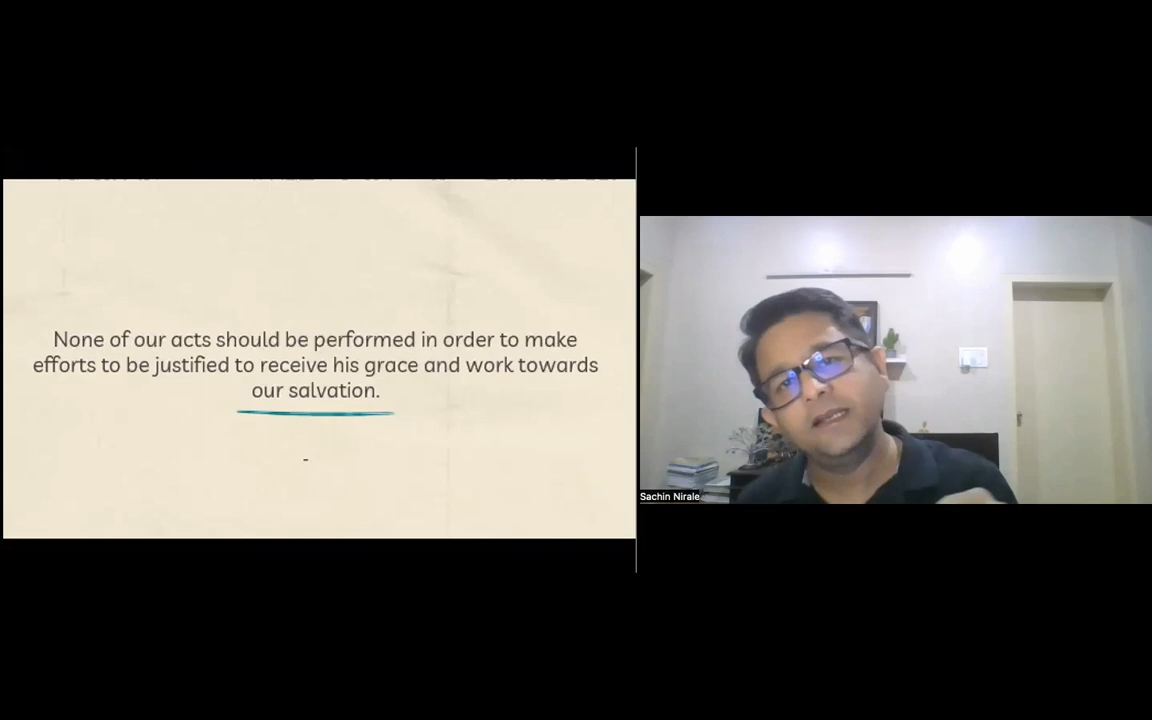 None of our acts should be performed in order to make
efforts to be justified to receive his grace and work towards
our salvation.
-
Sachin Nirale